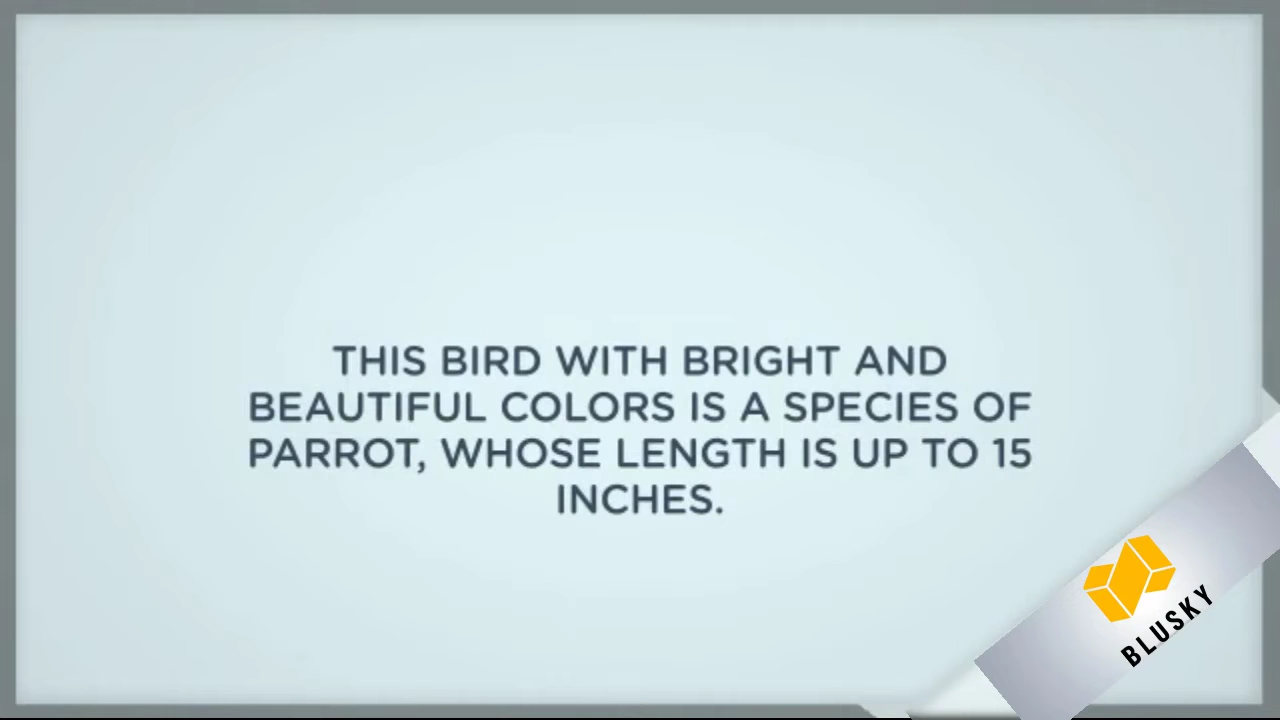 THIS BIRD WITH BRIGHT AND
BEAUTIFUL COLORS IS A SPECIES OF
PARROT, WHOSE LENGTH IS UP TO 15
INCHES.
BLUSKY